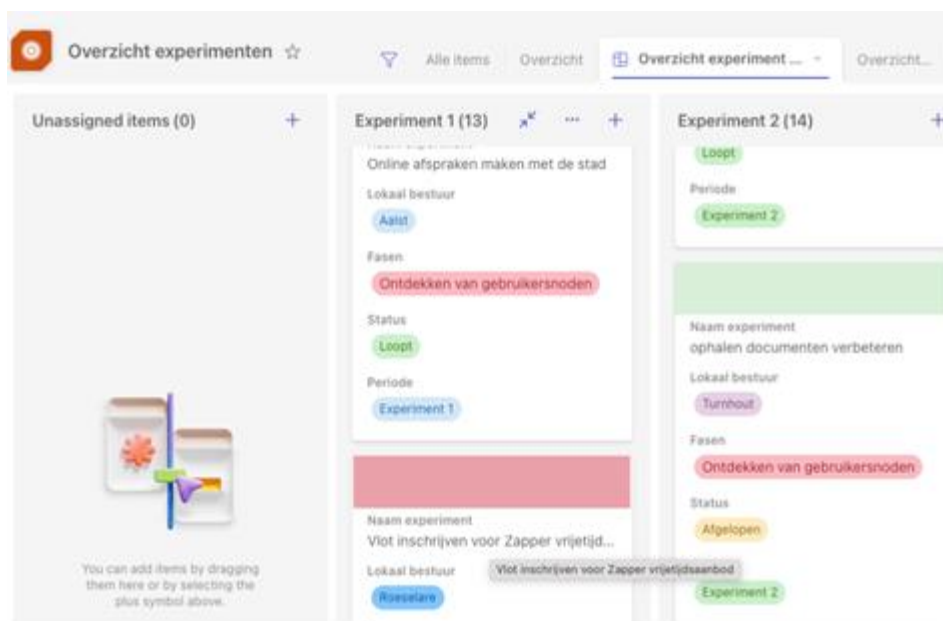 Overzicht experimenten
Alle items
Overzicht
Overzicht experiment ...
Overzicht...
Unassigned items (0)
You can add items by dragging
them here or by selecting the
plus symbol above.
Experiment 1 (13)
Online afspraken maken met de stad
Lokaal bestuur
Aalst
Fasen
Ontdekken van gebruikersnoden
Status
Loopt
Periode
Experiment 1
Naam experiment
Vlot inschrijven voor Zapper vrijetijd...
Lokaal bestuur
Vlot inschrijven voor Zapper vrijetijdsaanbod
Roeselare
Experiment 2 (14)
Loopt
Periode
Experiment 2
Naam experiment
ophalen documenten verbeteren
Lokaal bestuur
Turnhout
Fasen
Ontdekken van gebruikersnoden
Status
Afgelopen
Experiment 2